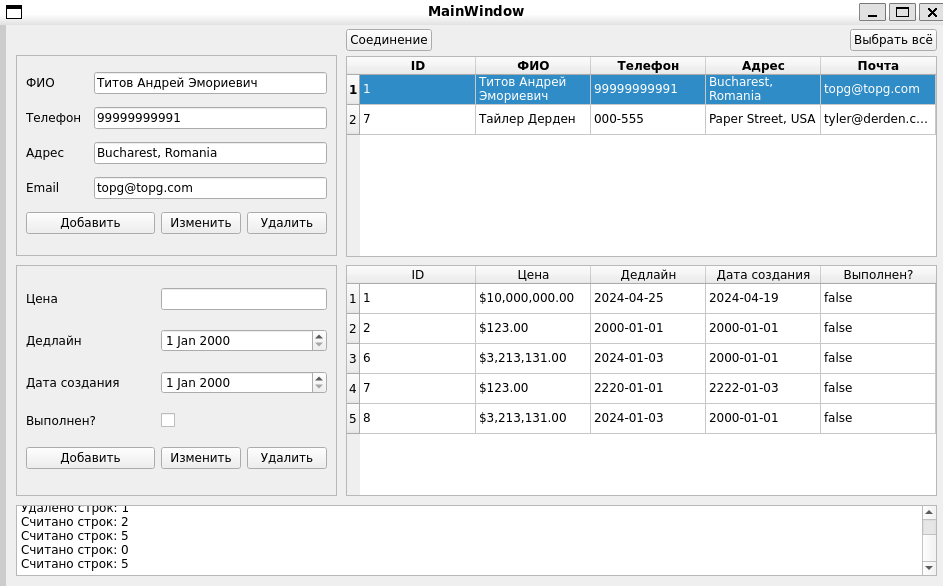 MainWindow
Соединение
Выбрать всё
ФИО
Титов Андрей Эмориевич
Телефон
99999999991
Адрес
Bucharest, Romania
Email
topg@topg.com
Добавить
Изменить
Удалить
ID ФИО Телефон Адрес Почта
1 1 Титов Андрей Эмориевич 99999999991 Bucharest, Romania topg@topg.com
2 7 Тайлер Дерден 000-555 Paper Street, USA tyler@derden.c...
Цена
Дедлайн
1 Jan 2000
Дата создания
1 Jan 2000
Выполнен?
Добавить
Изменить
Удалить
ID Цена Дедлайн Дата создания Выполнен?
1 1 $10,000,000.00 2024-04-25 2024-04-19 false
2 2 $123.00 2000-01-01 2000-01-01 false
3 6 $3,213,131.00 2024-01-03 2000-01-01 false
4 7 $123.00 2220-01-01 2222-01-03 false
5 8 $3,213,131.00 2024-01-03 2000-01-01 false
Удалено строк: 1
Считано строк: 2
Считано строк: 5
Считано строк: 0
Считано строк: 5